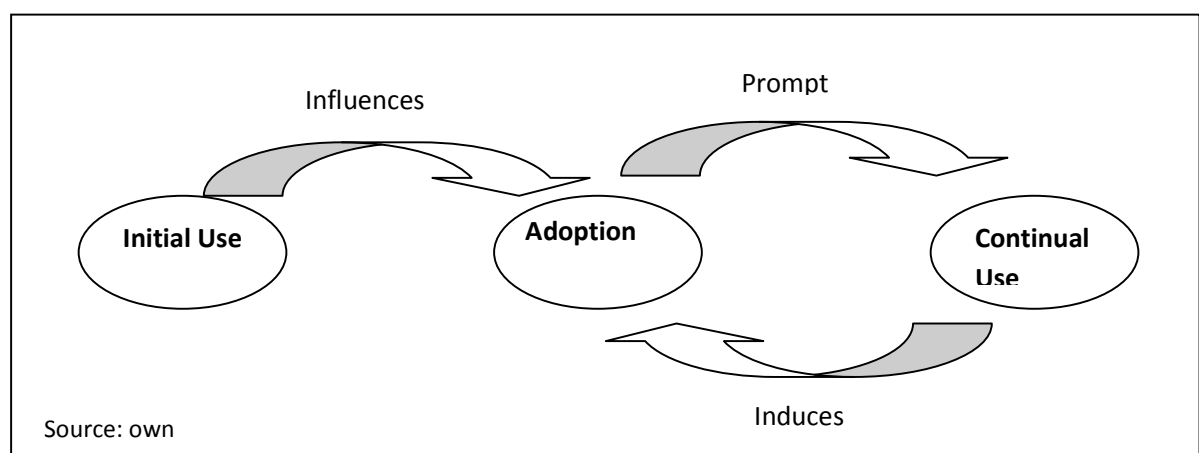 Prompt
Influences
Initial Use
Adoption
Continual
Use
Induces
Source: own